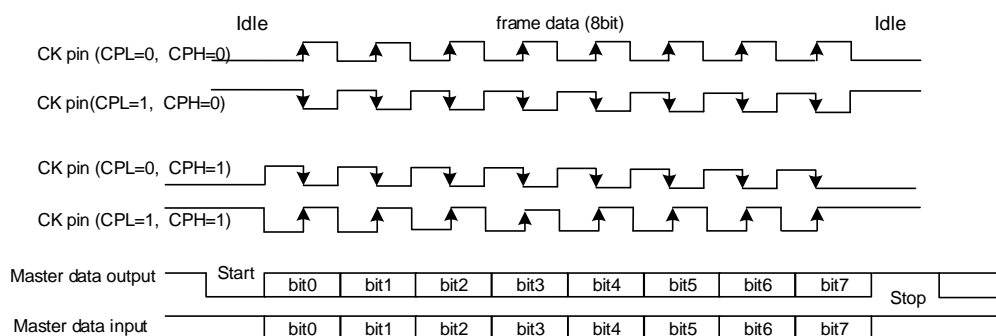 Idle frame data (8bit) Idle
CK pin (CPL=0, CPH=0)
CK pin(CPL=1, CPH=0)
CK pin (CPL=0, CPH=1)
CK pin (CPL=1, CPH=1)
Master data output Start bit0 bit1 bit2 bit3 bit4 bit5 bit6 bit7 Stop
Master data input bit0 bit1 bit2 bit3 bit4 bit5 bit6 bit7